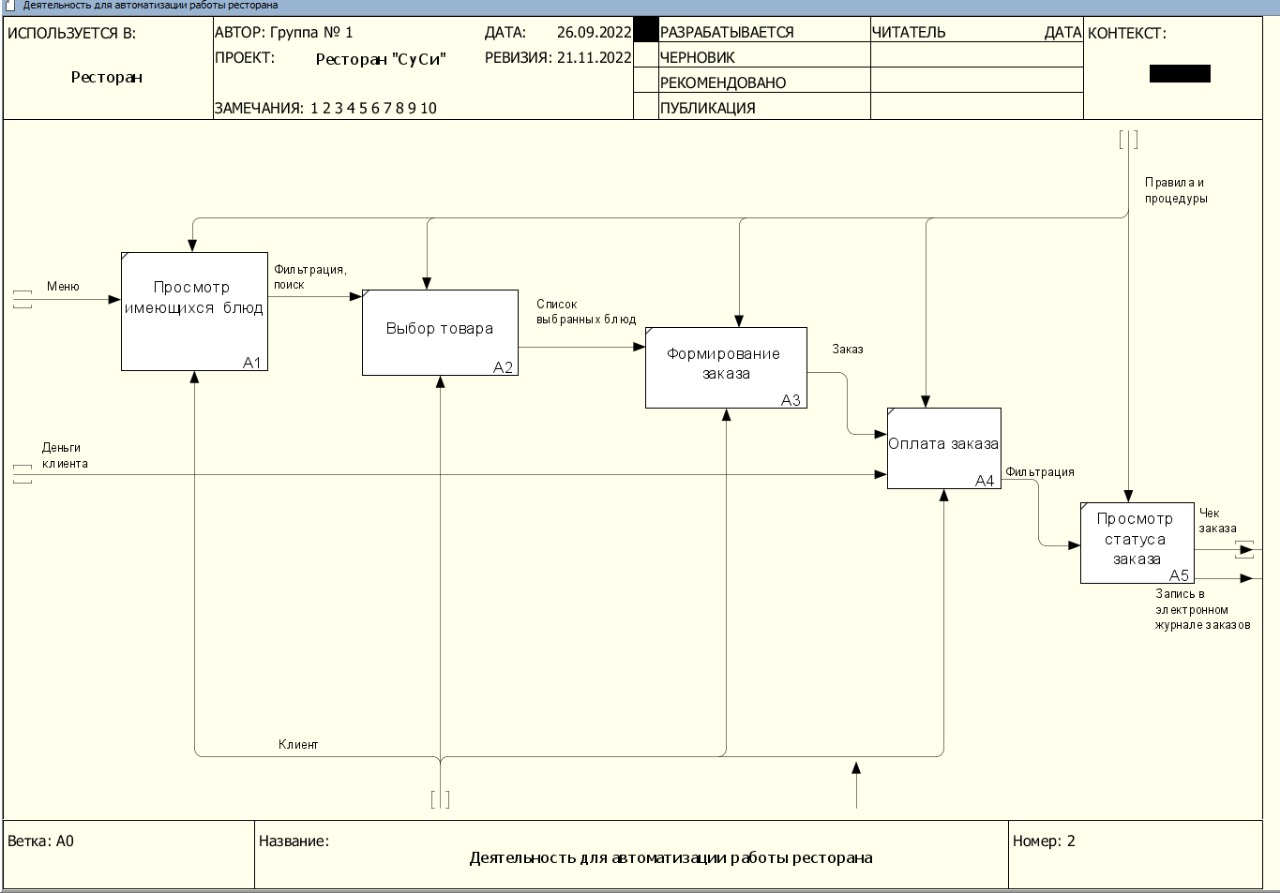 Деятельность для автоматизации работы ресторана
ИСПОЛЬЗУЕТСЯ В:
Ресторан
АВТОР: Группа № 1
ДАТА: 26.09.2022
ПРОЕКТ: Ресторан "СуСи"
РЕВИЗИЯ: 21.11.2022
ЗАМЕЧАНИЯ: 1 2 3 4 5 6 7 8 9 10
РАЗРАБАТЫВАЕТСЯ
ЧЕРНОВИК
РЕКОМЕНДОВАНО
ПУБЛИКАЦИЯ
ЧИТАТЕЛЬ
ДАТА
КОНТЕКСТ:
Правила и
процедуры
Меню
Просмотр
имеющихся блюд
A1
Фильтрация,
поиск
Выбор товара
A2
Список
выбранных блюд
Формирование
заказа
A3
Заказ
Деньги
клиента
Оплата заказа
A4
Фильтрация
Просмотр
статуса
заказа
A5
Чек
заказа
Запись в
электронном
журнале заказов
Клиент
Ветка: A0
Название:
Деятельность для автоматизации работы ресторана
Номер: 2